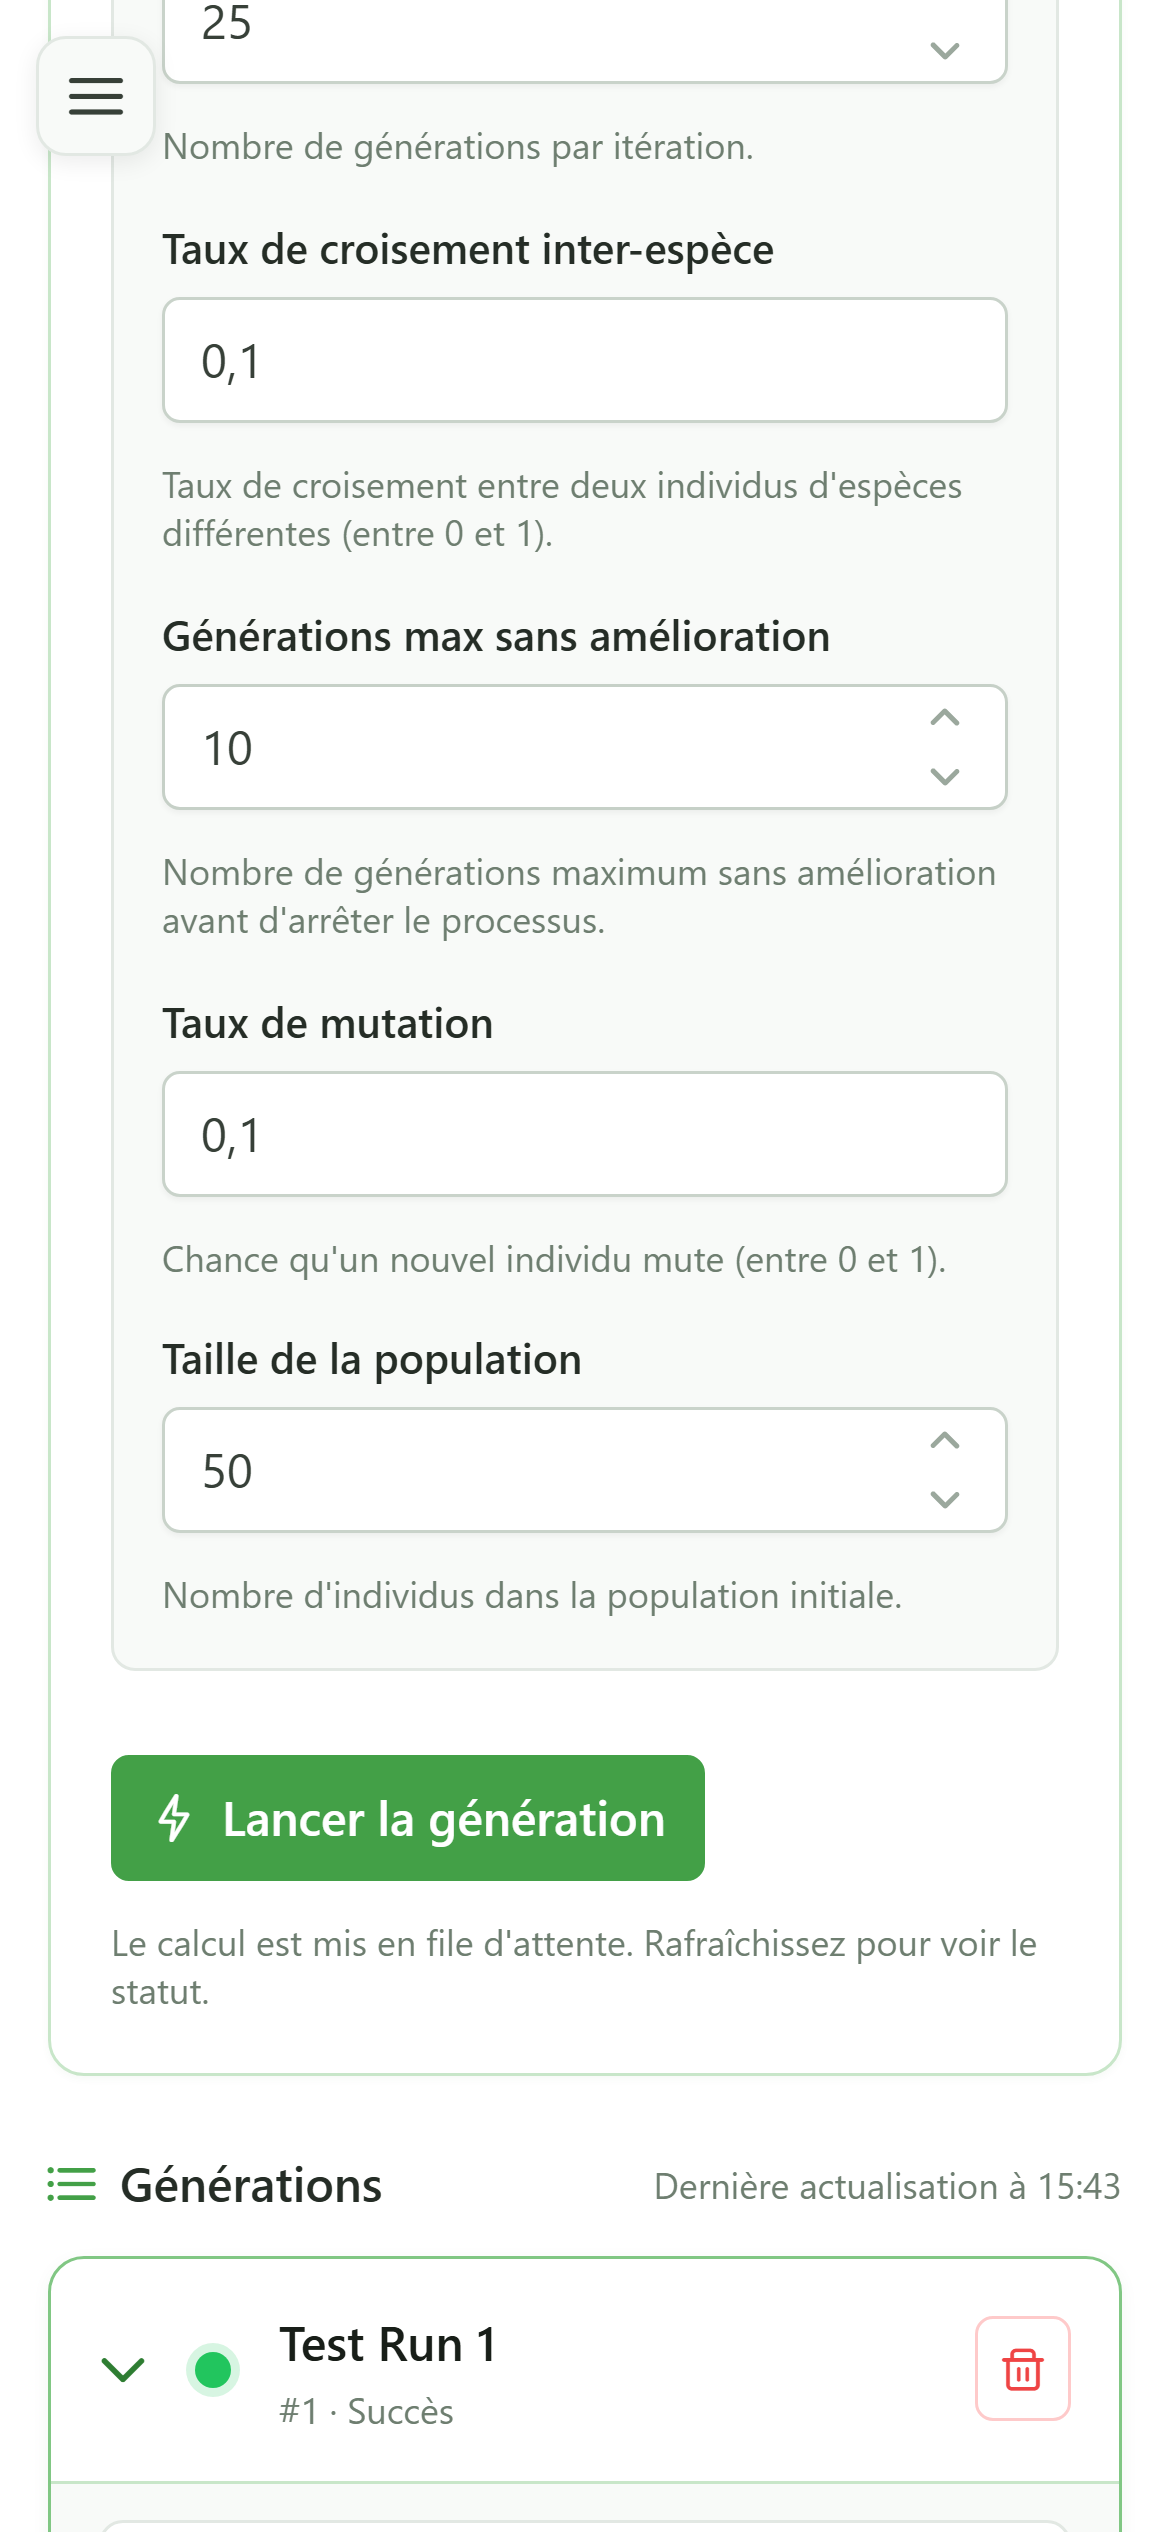 25
Nombre de générations par itération.
Taux de croisement inter-espèce
0,1
Taux de croisement entre deux individus d'espèces
différentes (entre 0 et 1).
Générations max sans amélioration
10
Nombre de générations maximum sans amélioration
avant d'arrêter le processus.
Taux de mutation
0,1
Chance qu'un nouvel individu mute (entre 0 et 1).
Taille de la population
50
Nombre d'individus dans la population initiale.
Lancer la génération
Le calcul est mis en file d'attente. Rafraîchissez pour voir le
statut.
Générations
Dernière actualisation à 15:43
Test Run 1
#1 · Succès